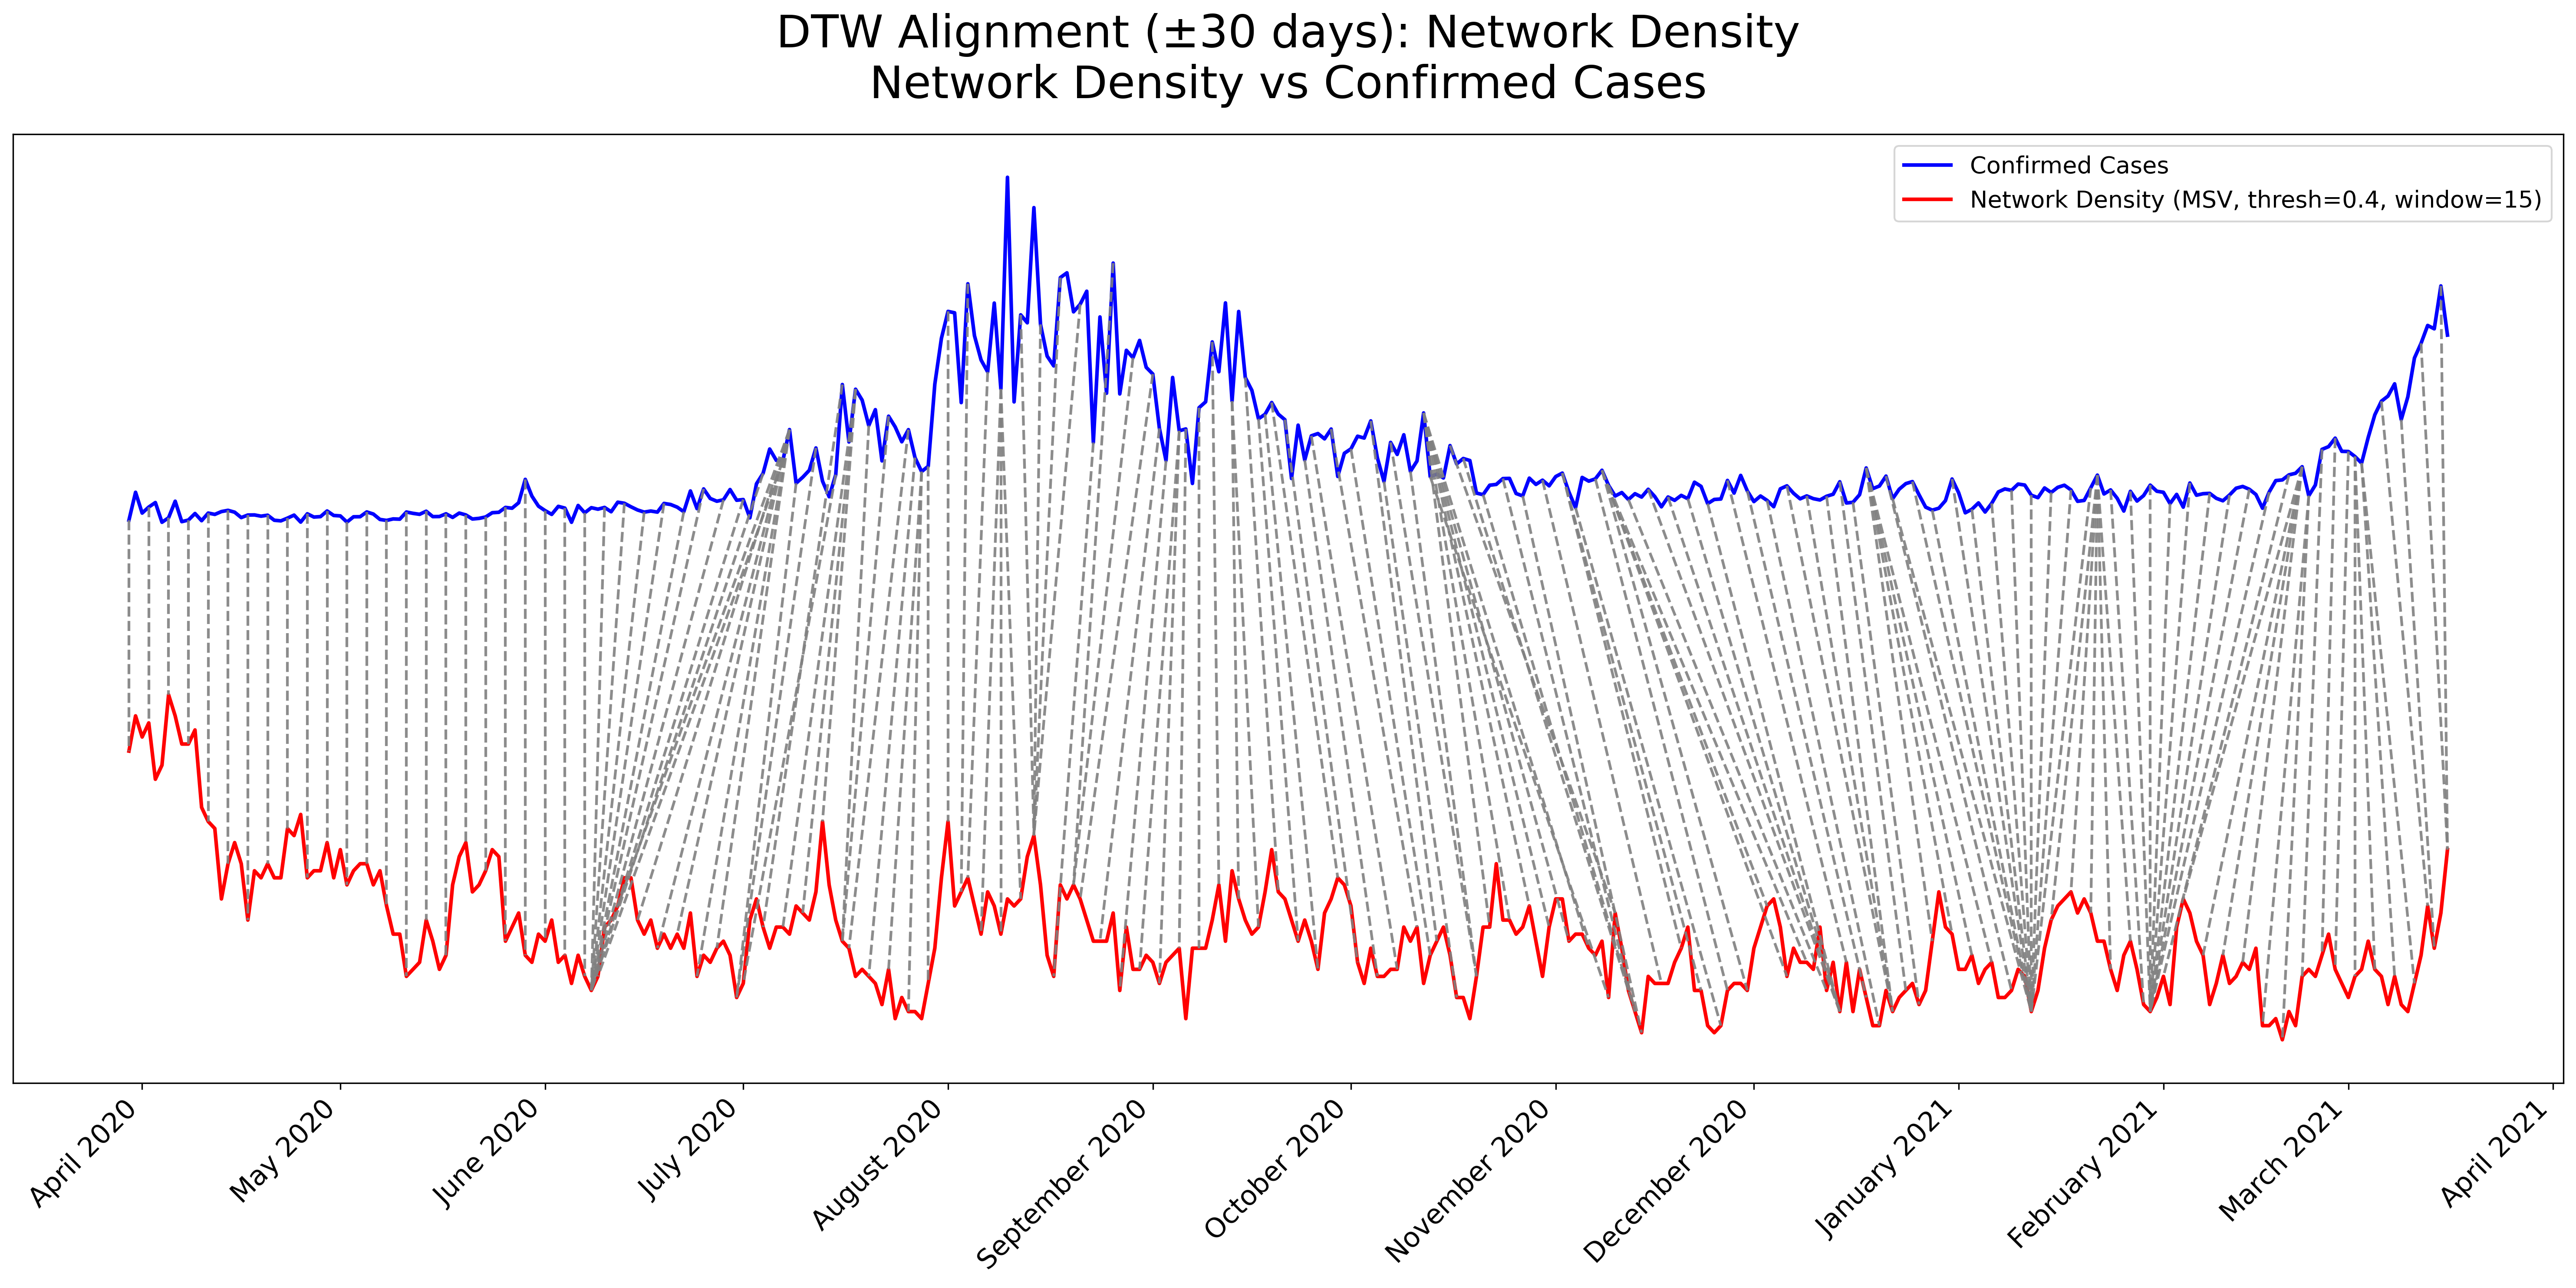 DTW Alignment (±30 days): Network Density
Network Density vs Confirmed Cases
Confirmed Cases
Network Density (MSV, thresh=0.4, window=15)
April 2020
May 2020
June 2020
July 2020
August 2020
September 2020
October 2020
November 2020
December 2020
January 2021
February 2021
March 2021
April 2021